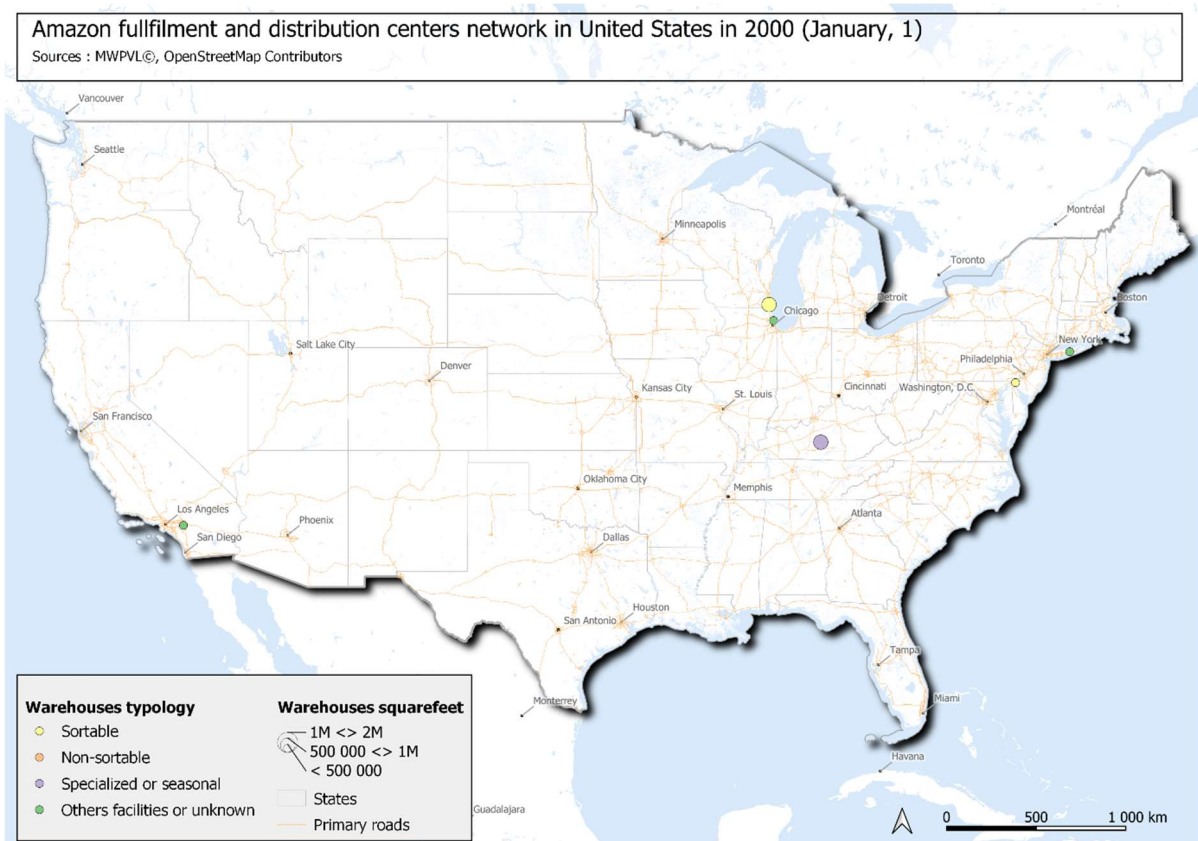 Amazon fullfilment and distribution centers network in United States in 2000 (January, 1)
Sources : MWPVL©, OpenStreetMap Contributors
Vancouver
Seattle
Minneapolis
Montréal
Toronto
Boston
Detroit
Chicago
New York
Salt Lake City
Denver
Philadelphia
Kansas City
Cincinnati
Washington, D.C.
St. Louis
San Francisco
Oklahoma City
Memphis
Los Angeles
Phoenix
Atlanta
San Diego
Dallas
Houston
San Antonio
Tampa
Monterrey
Miami
Havana
Guadalajara
Warehouses typology
Sortable
Non-sortable
Specialized or seasonal
Others facilities or unknown
Warehouses squarefeet
1M <> 2M
500 000 <> 1M
< 500 000
States
Primary roads
0 500 1 000 km